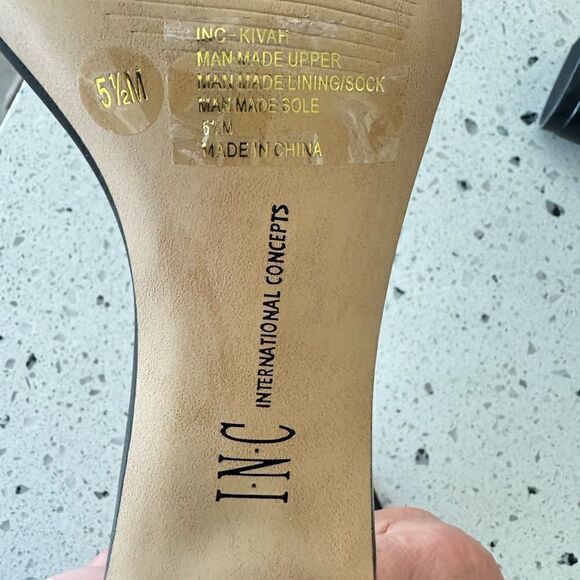 5½M
INC-KIVAH
MAN MADE UPPER
MAN MADE LINING/SOCK
MAN MADE SOLE
5½M
MADE IN CHINA
I·N·C INTERNATIONAL CONCEPTS